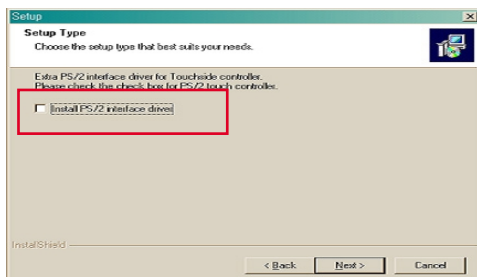 Setup
Setup Type
Choose the setup type that best suits your needs.
Extra PS/2 interface driver for Touchside controller.
Please check the check box for PS/2 touch controller.
Install PS/2 interface driver
InstallShield
< Back Next > Cancel